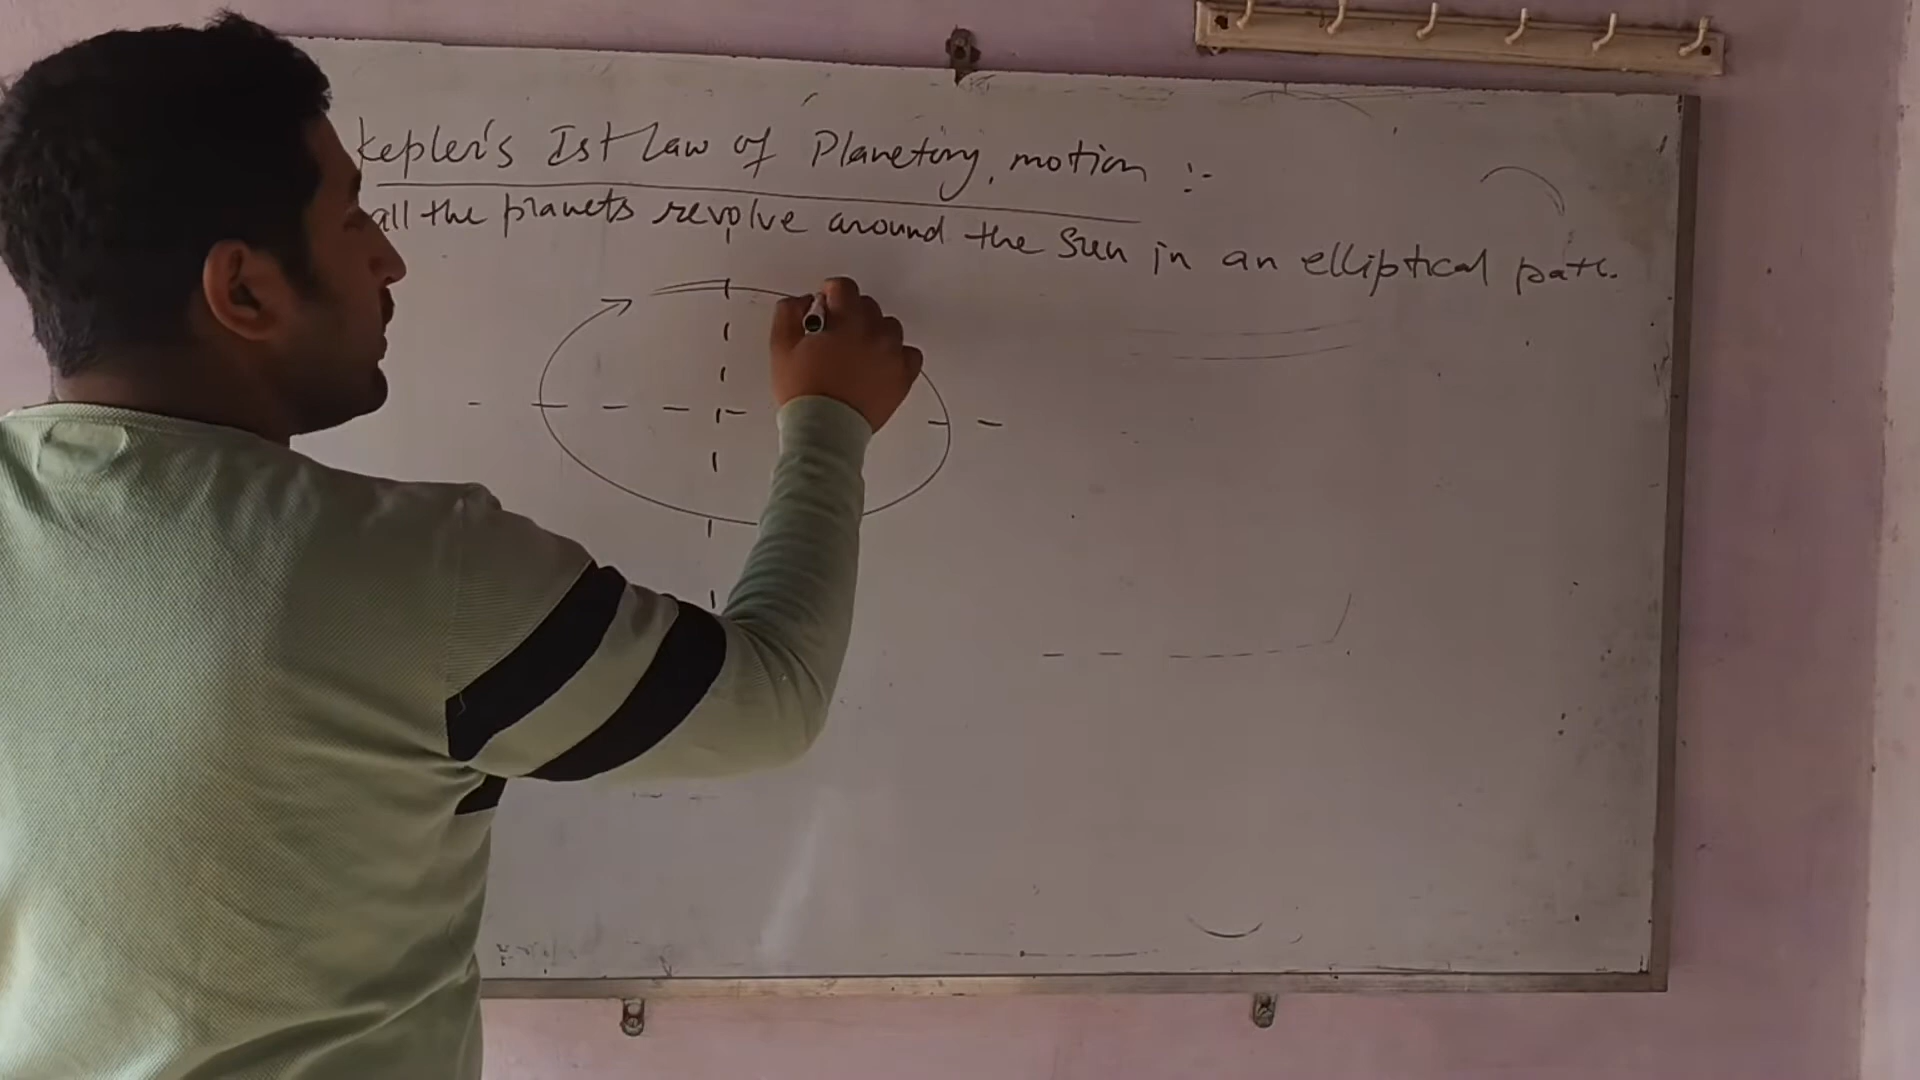 Kepler's Ist Law of Planetory motion :-
all the planets revolve around the Sun in an elliptical path.